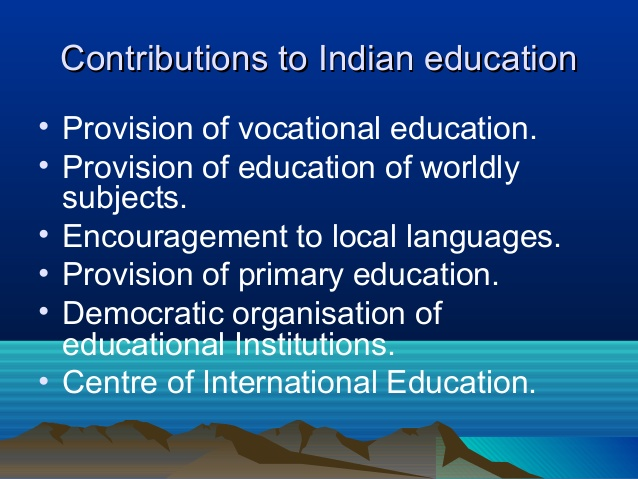 Contributions to Indian education
• Provision of vocational education.
• Provision of education of worldly
subjects.
• Encouragement to local languages.
• Provision of primary education.
• Democratic organisation of
educational Institutions.
• Centre of International Education.